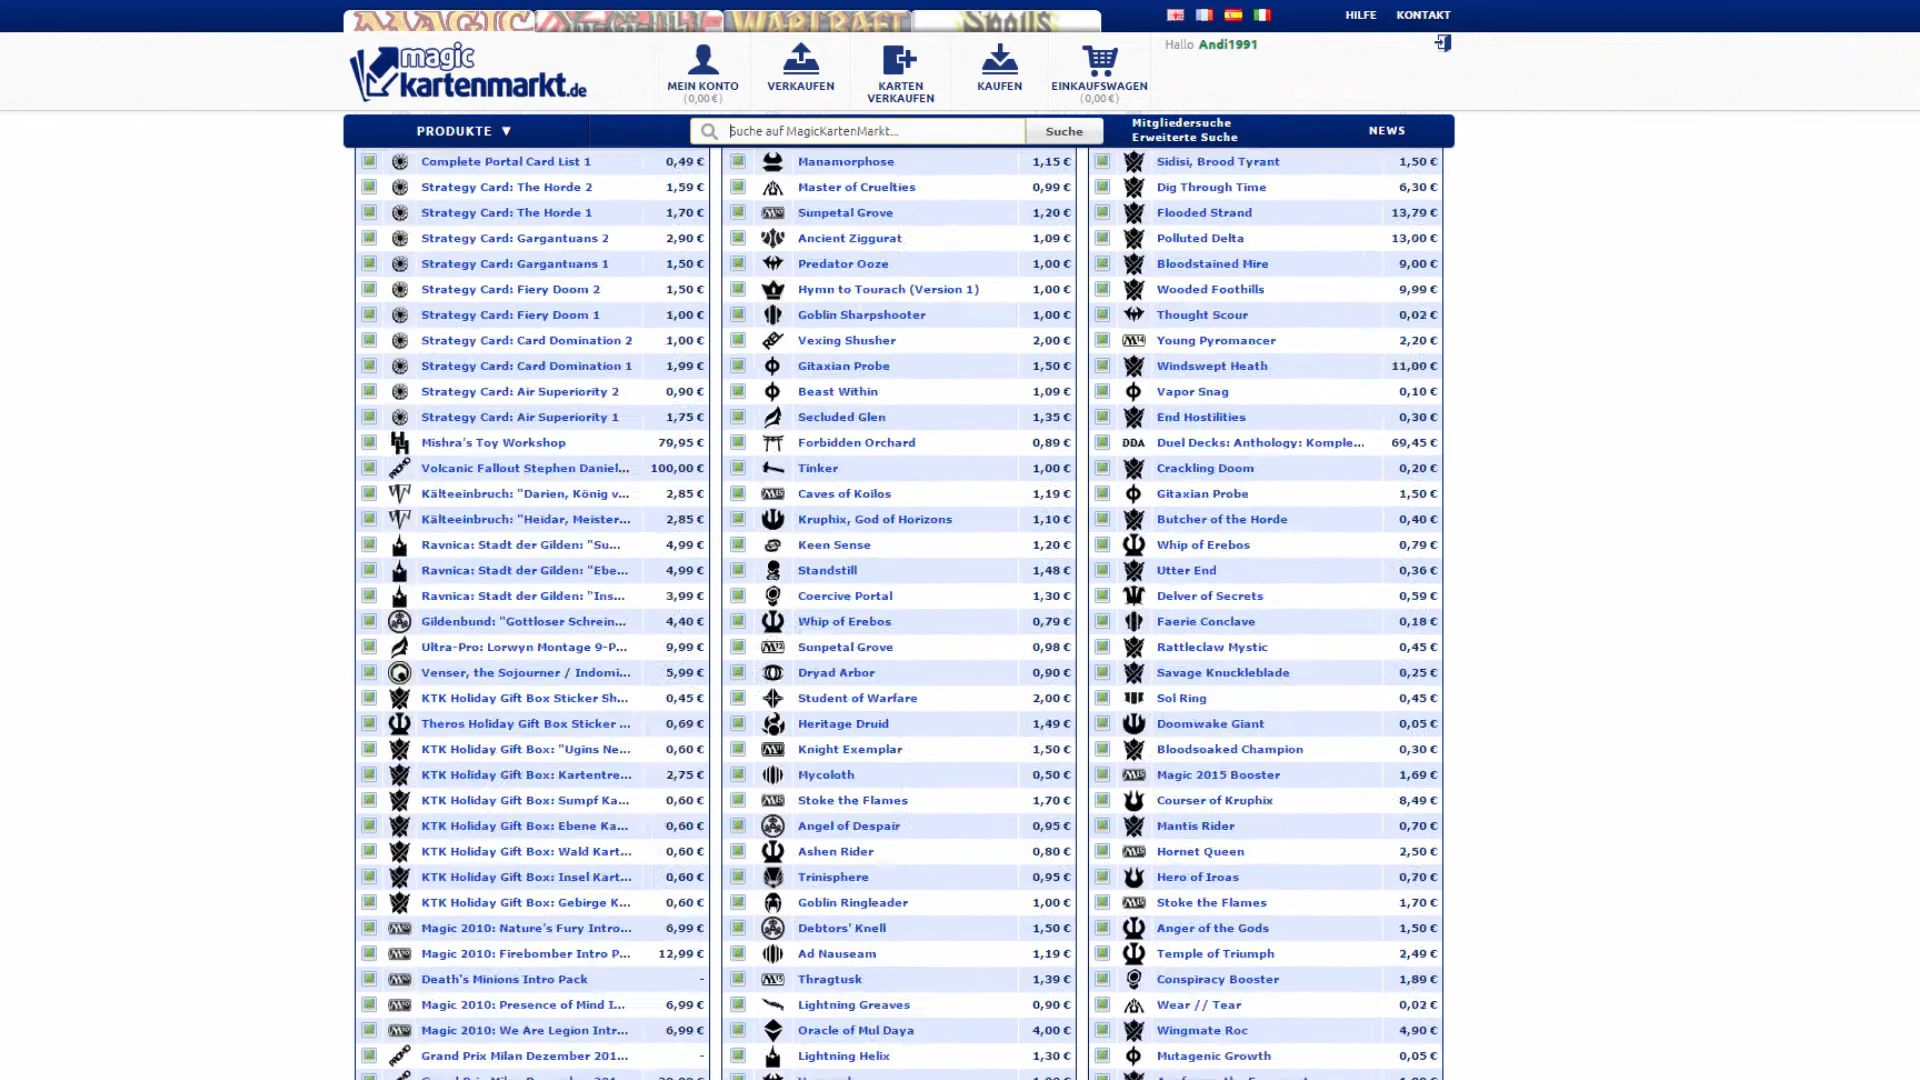 MAGIC YU-GI-OH! WARCRAFT Spoils
HILFE KONTAKT
magic
kartenmarkt.de
MEIN KONTO
(0,00 €)
VERKAUFEN
KARTEN
VERKAUFEN
KAUFEN
EINKAUFSWAGEN
(0,00 €)
Hallo Andi1991
PRODUKTE ▼
Suche auf MagicKartenMarkt...
Suche
Mitgliedersuche
Erweiterte Suche
NEWS
Complete Portal Card List 1 0,49 €
Strategy Card: The Horde 2 1,59 €
Strategy Card: The Horde 1 1,70 €
Strategy Card: Gargantuans 2 2,90 €
Strategy Card: Gargantuans 1 1,50 €
Strategy Card: Fiery Doom 2 1,50 €
Strategy Card: Fiery Doom 1 1,00 €
Strategy Card: Card Domination 2 1,00 €
Strategy Card: Card Domination 1 1,99 €
Strategy Card: Air Superiority 2 0,90 €
Strategy Card: Air Superiority 1 1,75 €
Mishra's Toy Workshop 79,95 €
Volcanic Fallout Stephen Daniel... 100,00 €
Kälteeinbruch: "Darien, König v... 2,85 €
Kälteeinbruch: "Heidar, Meister... 2,85 €
Ravnica: Stadt der Gilden: "Su... 4,99 €
Ravnica: Stadt der Gilden: "Ebe... 4,99 €
Ravnica: Stadt der Gilden: "Ins... 3,99 €
Gildenbund: "Gottloser Schrein... 4,40 €
Ultra-Pro: Lorwyn Montage 9-P... 9,99 €
Venser, the Sojourner / Indomi... 5,99 €
KTK Holiday Gift Box Sticker Sh... 0,45 €
Theros Holiday Gift Box Sticker ... 0,69 €
KTK Holiday Gift Box: "Ugins Ne... 0,60 €
KTK Holiday Gift Box: Kartentre... 2,75 €
KTK Holiday Gift Box: Sumpf Ka... 0,60 €
KTK Holiday Gift Box: Ebene Ka... 0,60 €
KTK Holiday Gift Box: Wald Kart... 0,60 €
KTK Holiday Gift Box: Insel Kart... 0,60 €
KTK Holiday Gift Box: Gebirge K... 0,60 €
Magic 2010: Nature's Fury Intro... 6,99 €
Magic 2010: Firebomber Intro P... 12,99 €
Death's Minions Intro Pack -
Magic 2010: Presence of Mind I... 6,99 €
Magic 2010: We Are Legion Intr... 6,99 €
Grand Prix Milan Dezember 201... -
Manamorphose 1,15 €
Master of Cruelties 0,99 €
Sunpetal Grove 1,20 €
Ancient Ziggurat 1,09 €
Predator Ooze 1,00 €
Hymn to Tourach (Version 1) 1,00 €
Goblin Sharpshooter 1,00 €
Vexing Shusher 2,00 €
Gitaxian Probe 1,50 €
Beast Within 1,09 €
Secluded Glen 1,35 €
Forbidden Orchard 0,89 €
Tinker 1,00 €
Caves of Koilos 1,19 €
Kruphix, God of Horizons 1,10 €
Keen Sense 1,20 €
Standstill 1,48 €
Coercive Portal 1,30 €
Whip of Erebos 0,79 €
Sunpetal Grove 0,98 €
Dryad Arbor 0,90 €
Student of Warfare 2,00 €
Heritage Druid 1,49 €
Knight Exemplar 1,50 €
Mycoloth 0,50 €
Stoke the Flames 1,70 €
Angel of Despair 0,95 €
Ashen Rider 0,80 €
Trinisphere 0,95 €
Goblin Ringleader 1,00 €
Debtors' Knell 1,50 €
Ad Nauseam 1,19 €
Thragtusk 1,39 €
Lightning Greaves 0,90 €
Oracle of Mul Daya 4,00 €
Lightning Helix 1,30 €
Sidisi, Brood Tyrant 1,50 €
Dig Through Time 6,30 €
Flooded Strand 13,79 €
Polluted Delta 13,00 €
Bloodstained Mire 9,00 €
Wooded Foothills 9,99 €
Thought Scour 0,02 €
Young Pyromancer 2,20 €
Windswept Heath 11,00 €
Vapor Snag 0,10 €
End Hostilities 0,30 €
DDA Duel Decks: Anthology: Komple... 69,45 €
Crackling Doom 0,20 €
Gitaxian Probe 1,50 €
Butcher of the Horde 0,40 €
Whip of Erebos 0,79 €
Utter End 0,36 €
Delver of Secrets 0,59 €
Faerie Conclave 0,18 €
Rattleclaw Mystic 0,45 €
Savage Knuckleblade 0,25 €
Sol Ring 0,45 €
Doomwake Giant 0,05 €
Bloodsoaked Champion 0,30 €
Magic 2015 Booster 1,69 €
Courser of Kruphix 8,49 €
Mantis Rider 0,70 €
Hornet Queen 2,50 €
Hero of Iroas 0,70 €
Stoke the Flames 1,70 €
Anger of the Gods 1,50 €
Temple of Triumph 2,49 €
Conspiracy Booster 1,89 €
Wear // Tear 0,02 €
Wingmate Roc 4,90 €
Mutagenic Growth 0,05 €